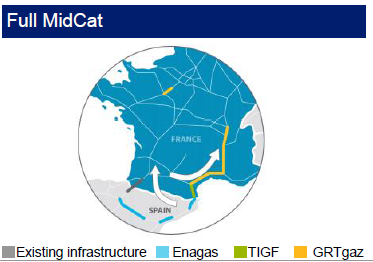 Full MidCat
FRANCE
SPAIN
Existing infrastructure Enagas TIGF GRTgaz